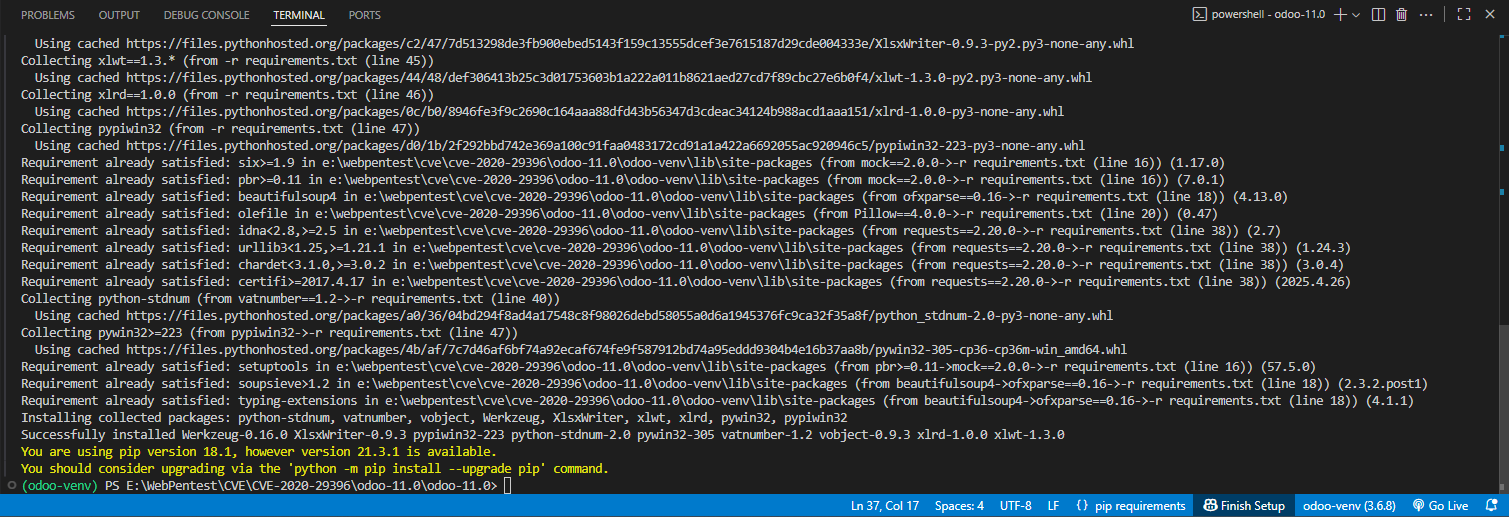 PROBLEMS OUTPUT DEBUG CONSOLE TERMINAL PORTS powershell - odoo-11.0
Using cached https://files.pythonhosted.org/packages/c2/47/7d513298de3fb900ebed5143f159c13555dcef3e7615187d29cde004333e/XlsxWriter-0.9.3-py2.py3-none-any.whl
Collecting xlwt==1.3.* (from -r requirements.txt (line 45))
Using cached https://files.pythonhosted.org/packages/44/48/def306413b25c3d01753603b1a222a011b8621aed27cd7f89cbc27e6b0f4/xlwt-1.3.0-py2.py3-none-any.whl
Collecting xlrd==1.0.0 (from -r requirements.txt (line 46))
Using cached https://files.pythonhosted.org/packages/0c/b0/8946fe3f9c2690c164aaa88dfd43b56347d3cdeac34124b988acd1aaa151/xlrd-1.0.0-py3-none-any.whl
Collecting pypiwin32 (from -r requirements.txt (line 47))
Using cached https://files.pythonhosted.org/packages/d0/1b/2f292bbd742e369a100c91faa0483172cd91a1a422a6692055ac920946c5/pypiwin32-223-py3-none-any.whl
Requirement already satisfied: six>=1.9 in e:\webpentest\cve\cve-2020-29396\odoo-11.0\odoo-venv\lib\site-packages (from mock==2.0.0->-r requirements.txt (line 16)) (1.17.0)
Requirement already satisfied: pbr>=0.11 in e:\webpentest\cve\cve-2020-29396\odoo-11.0\odoo-venv\lib\site-packages (from mock==2.0.0->-r requirements.txt (line 16)) (7.0.1)
Requirement already satisfied: beautifulsoup4 in e:\webpentest\cve\cve-2020-29396\odoo-11.0\odoo-venv\lib\site-packages (from ofxparse==0.16->-r requirements.txt (line 18)) (4.13.0)
Requirement already satisfied: olefile in e:\webpentest\cve\cve-2020-29396\odoo-11.0\odoo-venv\lib\site-packages (from Pillow==4.0.0->-r requirements.txt (line 20)) (0.47)
Requirement already satisfied: idna<2.8,>=2.5 in e:\webpentest\cve\cve-2020-29396\odoo-11.0\odoo-venv\lib\site-packages (from requests==2.20.0->-r requirements.txt (line 38)) (2.7)
Requirement already satisfied: urllib3<1.25,>=1.21.1 in e:\webpentest\cve\cve-2020-29396\odoo-11.0\odoo-venv\lib\site-packages (from requests==2.20.0->-r requirements.txt (line 38)) (1.24.3)
Requirement already satisfied: chardet<3.1.0,>=3.0.2 in e:\webpentest\cve\cve-2020-29396\odoo-11.0\odoo-venv\lib\site-packages (from requests==2.20.0->-r requirements.txt (line 38)) (3.0.4)
Requirement already satisfied: certifi>=2017.4.17 in e:\webpentest\cve\cve-2020-29396\odoo-11.0\odoo-venv\lib\site-packages (from requests==2.20.0->-r requirements.txt (line 38)) (2025.4.26)
Collecting python-stdnum (from vatnumber==1.2->-r requirements.txt (line 40))
Using cached https://files.pythonhosted.org/packages/a0/36/04bd294f8ad4a17548c8f98026debd58055a0d6a1945376fc9ca32f35a8f/python_stdnum-2.0-py3-none-any.whl
Collecting pywin32>=223 (from pypiwin32->-r requirements.txt (line 47))
Using cached https://files.pythonhosted.org/packages/4b/af/7c7d46af6bf74a92ecaf674fe9f587912bd74a95eddd9304b4e16b37aa8b/pywin32-305-cp36-cp36m-win_amd64.whl
Requirement already satisfied: setuptools in e:\webpentest\cve\cve-2020-29396\odoo-11.0\odoo-venv\lib\site-packages (from pbr>=0.11->mock==2.0.0->-r requirements.txt (line 16)) (57.5.0)
Requirement already satisfied: soupsieve>1.2 in e:\webpentest\cve\cve-2020-29396\odoo-11.0\odoo-venv\lib\site-packages (from beautifulsoup4->ofxparse==0.16->-r requirements.txt (line 18)) (2.3.2.post1)
Requirement already satisfied: typing-extensions in e:\webpentest\cve\cve-2020-29396\odoo-11.0\odoo-venv\lib\site-packages (from beautifulsoup4->ofxparse==0.16->-r requirements.txt (line 18)) (4.1.1)
Installing collected packages: python-stdnum, vatnumber, vobject, Werkzeug, XlsxWriter, xlwt, xlrd, pywin32, pypiwin32
Successfully installed Werkzeug-0.16.0 XlsxWriter-0.9.3 pypiwin32-223 python-stdnum-2.0 pywin32-305 vatnumber-1.2 vobject-0.9.3 xlrd-1.0.0 xlwt-1.3.0
You are using pip version 18.1, however version 21.3.1 is available.
You should consider upgrading via the 'python -m pip install --upgrade pip' command.
(odoo-venv) PS E:\WebPentest\CVE\CVE-2020-29396\odoo-11.0\odoo-11.0>
Ln 37, Col 17 Spaces: 4 UTF-8 LF {} pip requirements Finish Setup odoo-venv (3.6.8) Go Live